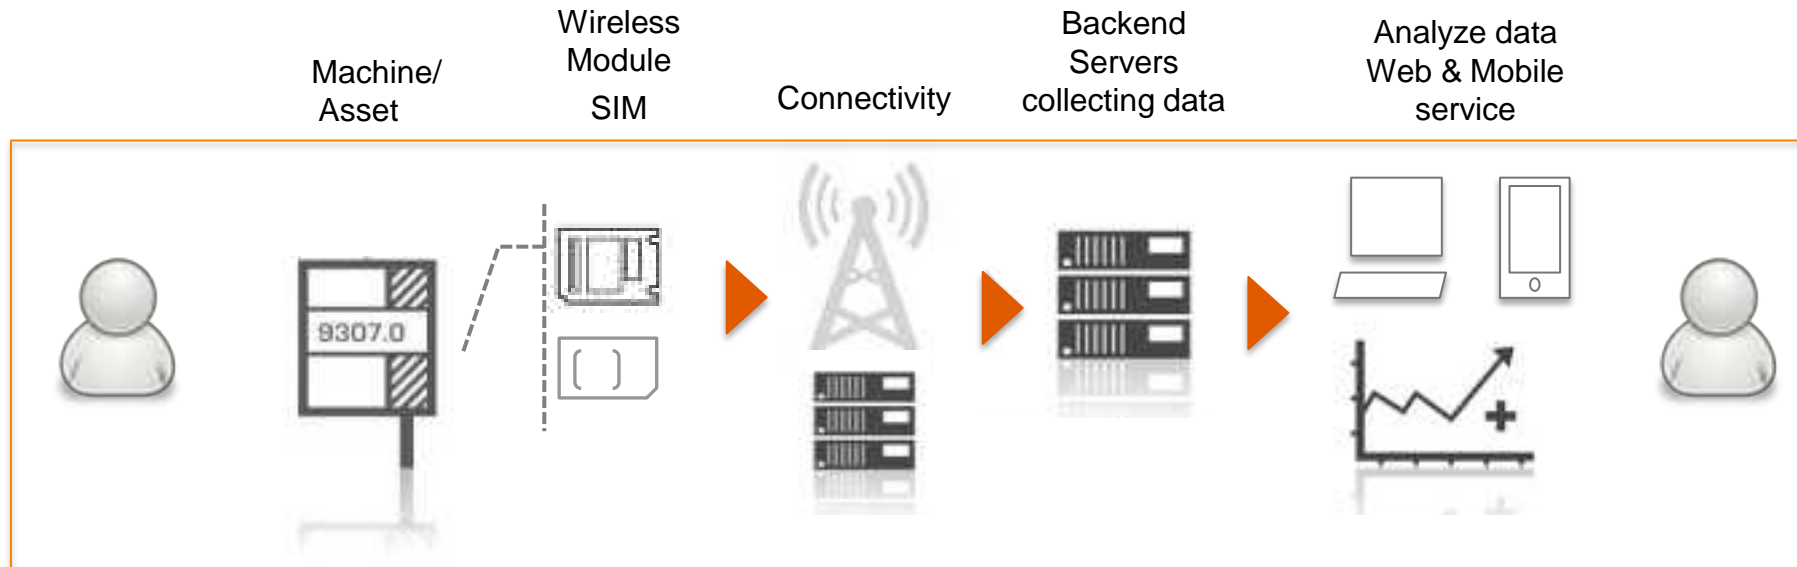 Machine/
Asset
Wireless
Module
SIM
Connectivity
Backend
Servers
collecting data
Analyze data
Web & Mobile
service
9307.0